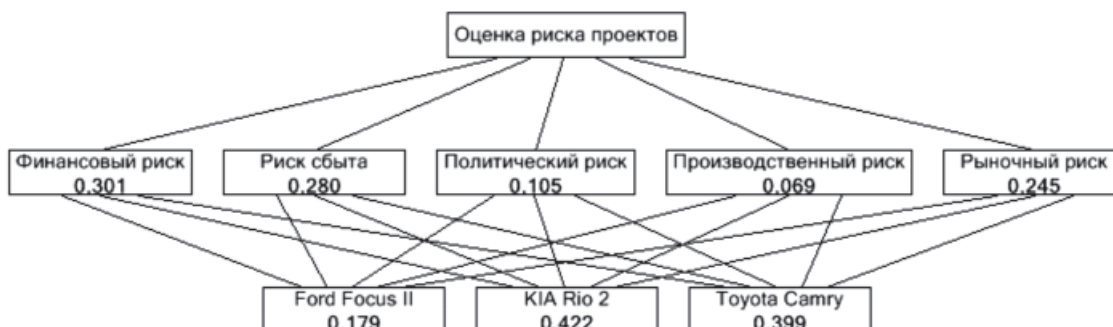 Оценка риска проектов
Финансовый риск Риск сбыта Политический риск Производственный риск Рыночный риск
0.301 0.280 0.105 0.069 0.245
Ford Focus II KIA Rio 2 Toyota Camry
0.179 0.422 0.399